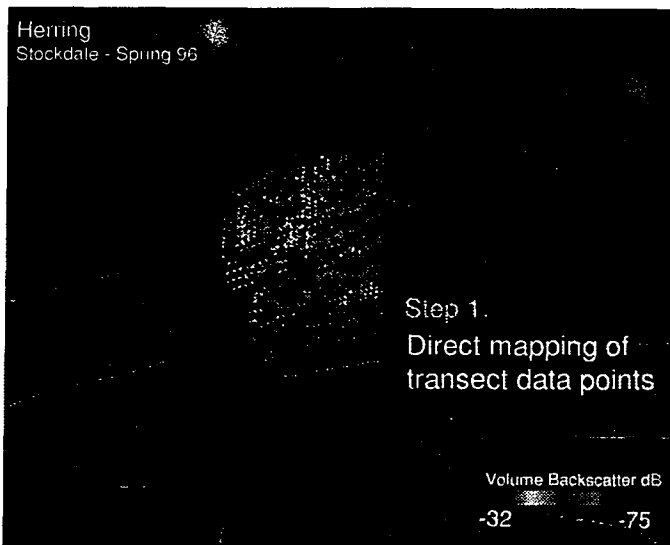 Herring
Stockdale - Spring 96
Step 1.
Direct mapping of
transect data points
Volume Backscatter dB
-32
-75